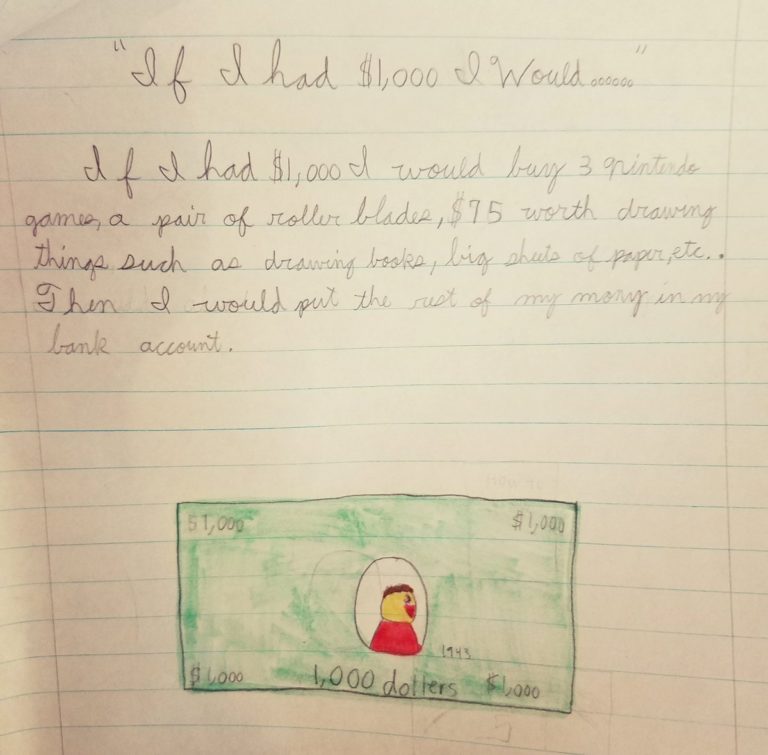 "If I had $1,000 I Would......"
If I had $1,000 I would buy 3 nintendo
games, a pair of roller blades, $75 worth drawing
things such as drawing books, big sheets of paper, etc..
Then I would put the rest of my mony in my
bank account.
$1,000 $1,000
1943
$1,000 1,000 dollers $1,000